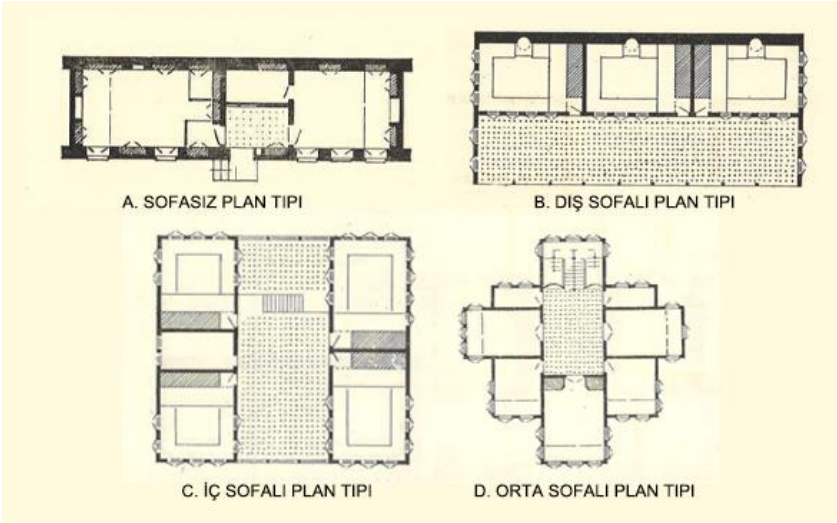 A. SOFASIZ PLAN TIPI
B. DIŞ SOFALI PLAN TIPI
C. İÇ SOFALI PLAN TIPI
D. ORTA SOFALI PLAN TIPI